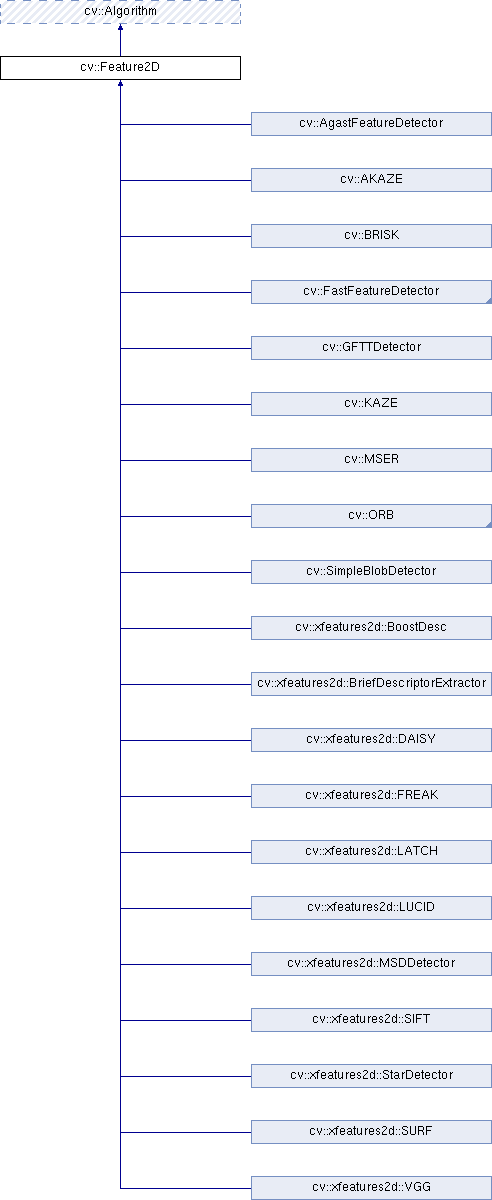 cv::Algorithm
cv::Feature2D
cv::AgastFeatureDetector
cv::AKAZE
cv::BRISK
cv::FastFeatureDetector
cv::GFTTDetector
cv::KAZE
cv::MSER
cv::ORB
cv::SimpleBlobDetector
cv::xfeatures2d::BoostDesc
cv::xfeatures2d::BriefDescriptorExtractor
cv::xfeatures2d::DAISY
cv::xfeatures2d::FREAK
cv::xfeatures2d::LATCH
cv::xfeatures2d::LUCID
cv::xfeatures2d::MSDDetector
cv::xfeatures2d::SIFT
cv::xfeatures2d::StarDetector
cv::xfeatures2d::SURF
cv::xfeatures2d::VGG